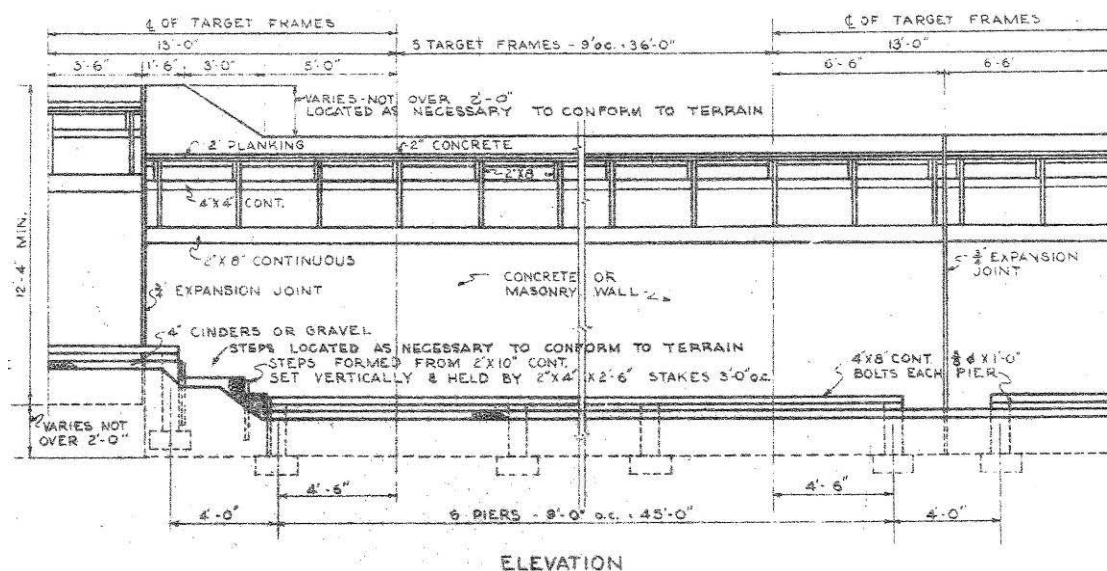 ℄ OF TARGET FRAMES
℄ OF TARGET FRAMES
13'-0"
5 TARGET FRAMES - 9'o.c. = 36'-0"
13'-0"
3'-6"
1'-6"
3'-0"
5'-0"
6'-6"
6'-6"
VARIES-NOT OVER 2'-0"
LOCATED AS NECESSARY TO CONFORM TO TERRAIN
2" PLANKING
2" CONCRETE
2"X8"
4"X4" CONT.
12'-4" MIN.
2"X8" CONTINUOUS
CONCRETE OR
MASONRY WALL
3/4" EXPANSION
JOINT
3/4" EXPANSION JOINT
4" CINDERS OR GRAVEL
STEPS LOCATED AS NECESSARY TO CONFORM TO TERRAIN
STEPS FORMED FROM 2"X10" CONT.
SET VERTICALLY & HELD BY 2"X4" X2'-6" STAKES 3'-0"o.c.
4"X8" CONT. ø X1'-0"
BOLTS EACH PIER
VARIES NOT
OVER 2'-0"
4'-6"
4'-6"
4'-0"
6 PIERS - 9'-0" o.c. = 45'-0"
4'-0"
ELEVATION